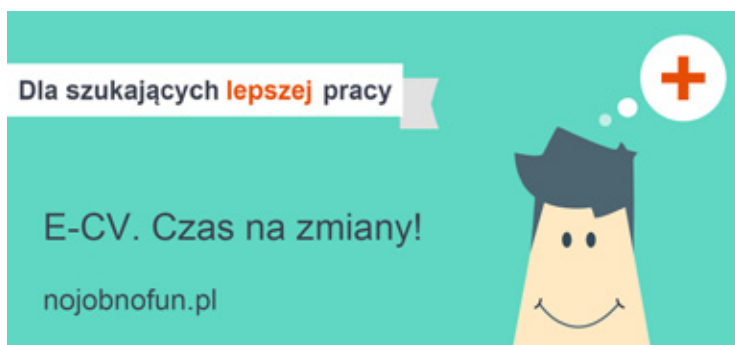 Dla szukających lepszej pracy
E-CV. Czas na zmiany!
nojobnofun.pl